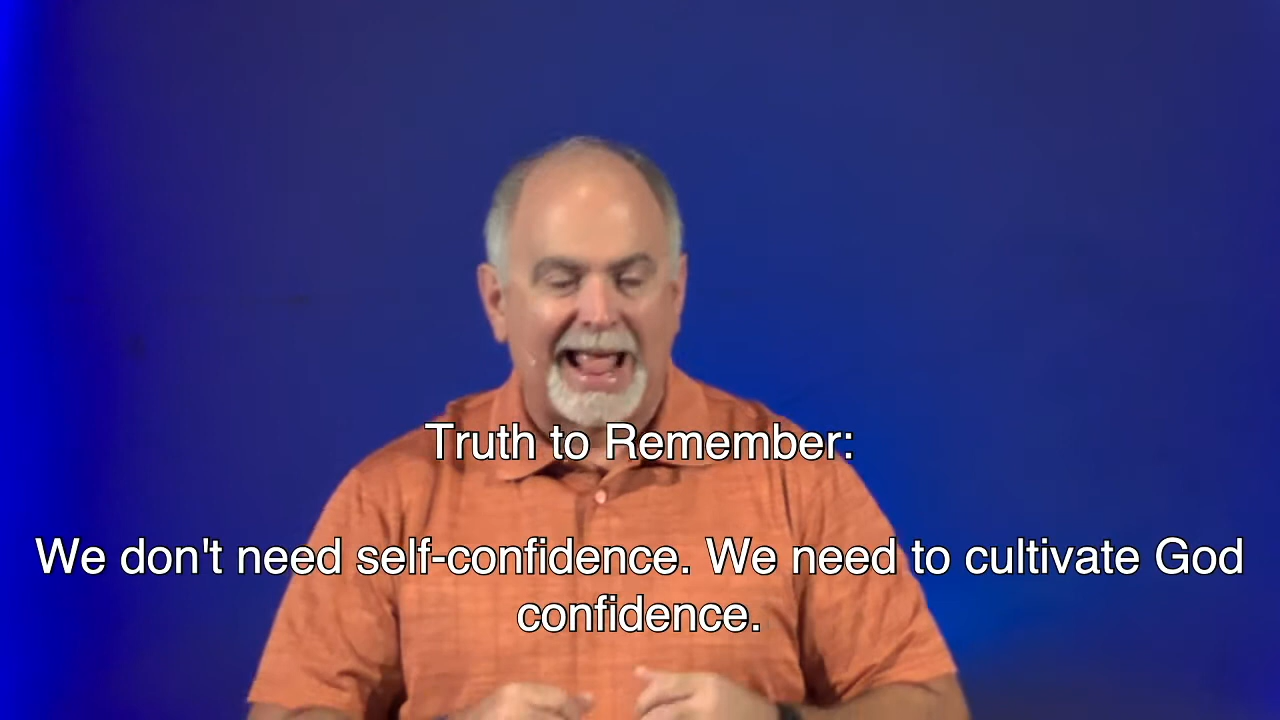 Truth to Remember:
We don't need self-confidence. We need to cultivate God
confidence.